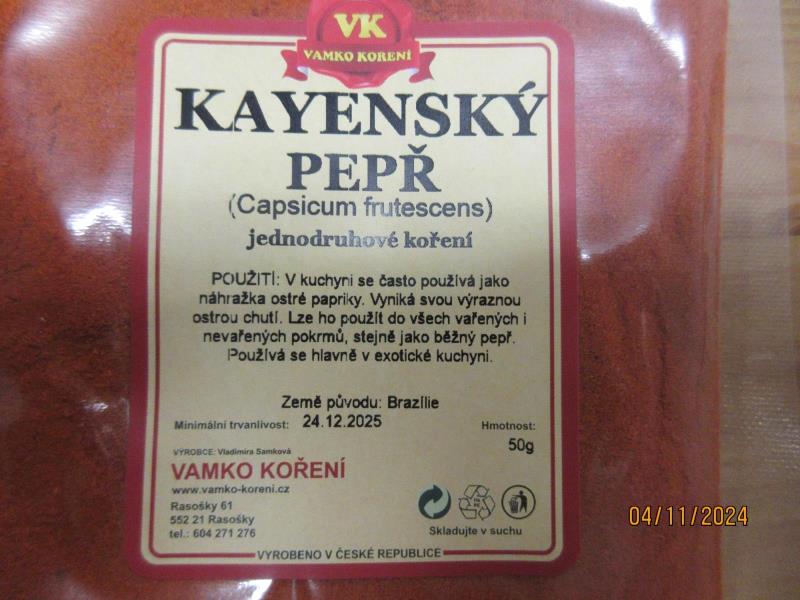 VK
VAMKO KOŘENÍ
KAYENSKÝ
PEPŘ
(Capsicum frutescens)
jednodruhové koření
POUŽITÍ: V kuchyni se často používá jako
náhražka ostré papriky. Vyniká svou výraznou
ostrou chutí. Lze ho použít do všech vařených i
nevařených pokrmů, stejně jako běžný pepř.
Používá se hlavně v exotické kuchyni.
Země původu: Brazílie
Minimální trvanlivost: 24.12.2025
Hmotnost:
50g
VÝROBCE: Vladimíra Samková
VAMKO KOŘENÍ
www.vamko-koreni.cz
Rasošky 61
552 21 Rasošky
tel.: 604 271 276
Skladujte v suchu
VYROBENO V ČESKÉ REPUBLICE
04/11/2024